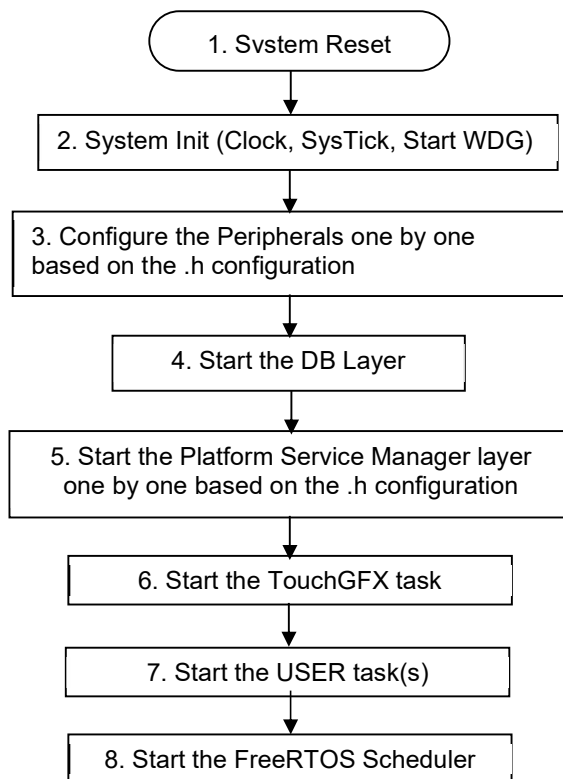 1. Svstem Reset
2. System Init (Clock, SysTick, Start WDG)
3. Configure the Peripherals one by one
based on the .h configuration
4. Start the DB Layer
5. Start the Platform Service Manager layer
one by one based on the .h configuration
6. Start the TouchGFX task
7. Start the USER task(s)
8. Start the FreeRTOS Scheduler